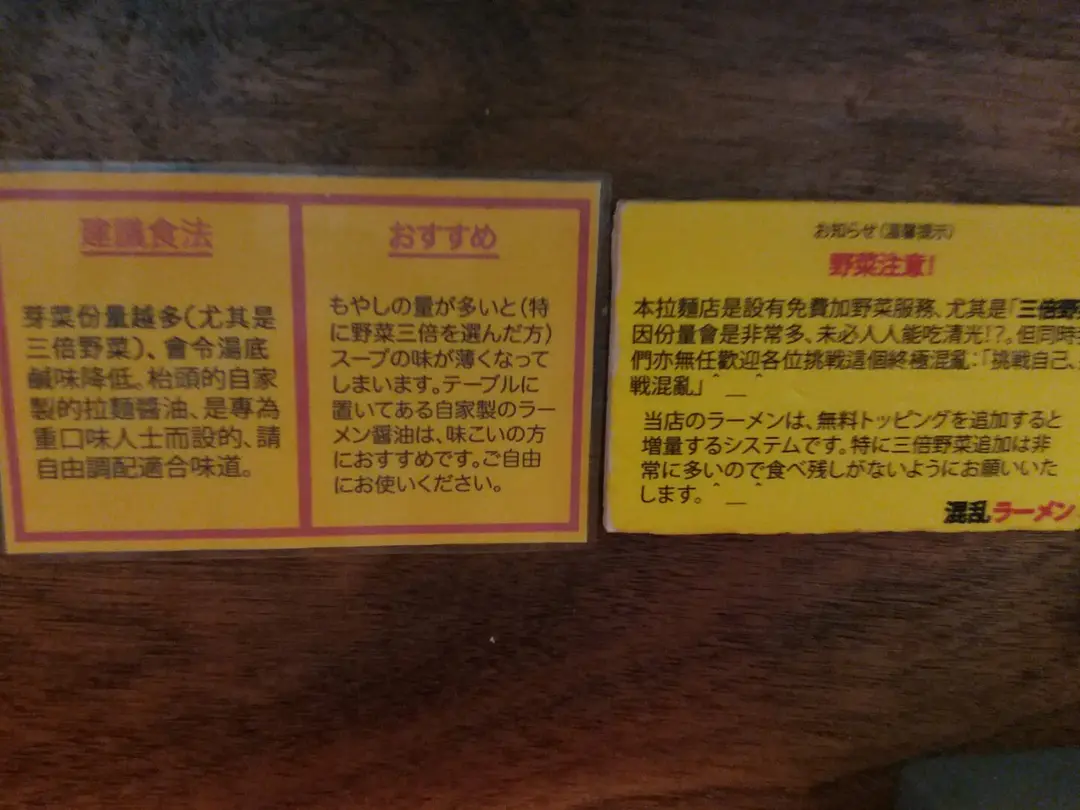 建議食法
芽菜份量越多(尤其是
三倍野菜)、會令湯底
鹹味降低、枱頭的自家
製的拉麵醬油、是專為
重口味人士而設的、請
自由調配適合味道。
おすすめ
もやしの量が多いと(特
に野菜三倍を選んだ方)
スープの味が薄くなって
しまいます。テーブルに
置いてある自家製のラー
メン醤油は、味こいの方
におすすめです。ご自由
にお使いください。
お知らせ(溫馨提示)
野菜注意!
本拉麵店是設有免費加野菜服務、尤其是「三倍野
因份量會是非常多、未必人人能吃清光!?。但同時
們亦無任歡迎各位挑戦這個終極混亂:「挑戦自己、
戦混亂」^__^
当店のラーメンは、無料トッピングを追加すると
増量するシステムです。特に三倍野菜追加は非
常に多いので食べ残しがないようにお願いいた
します。^__^
混乱ラーメン